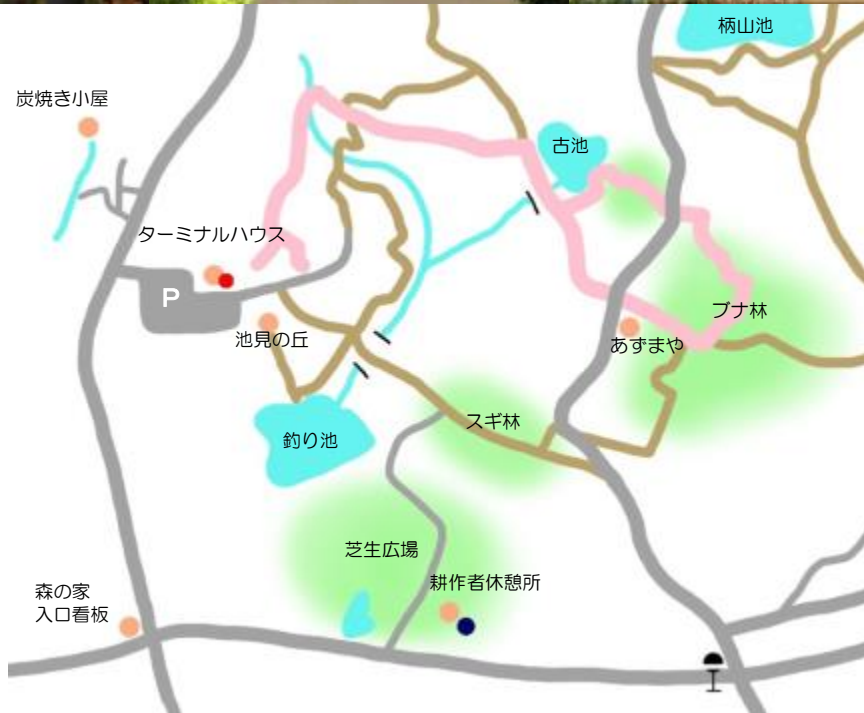 柄山池
炭焼き小屋
古池
ターミナルハウス
P
ブナ林
池見の丘
あずまや
スギ林
釣り池
芝生広場
耕作者休憩所
森の家
入口看板